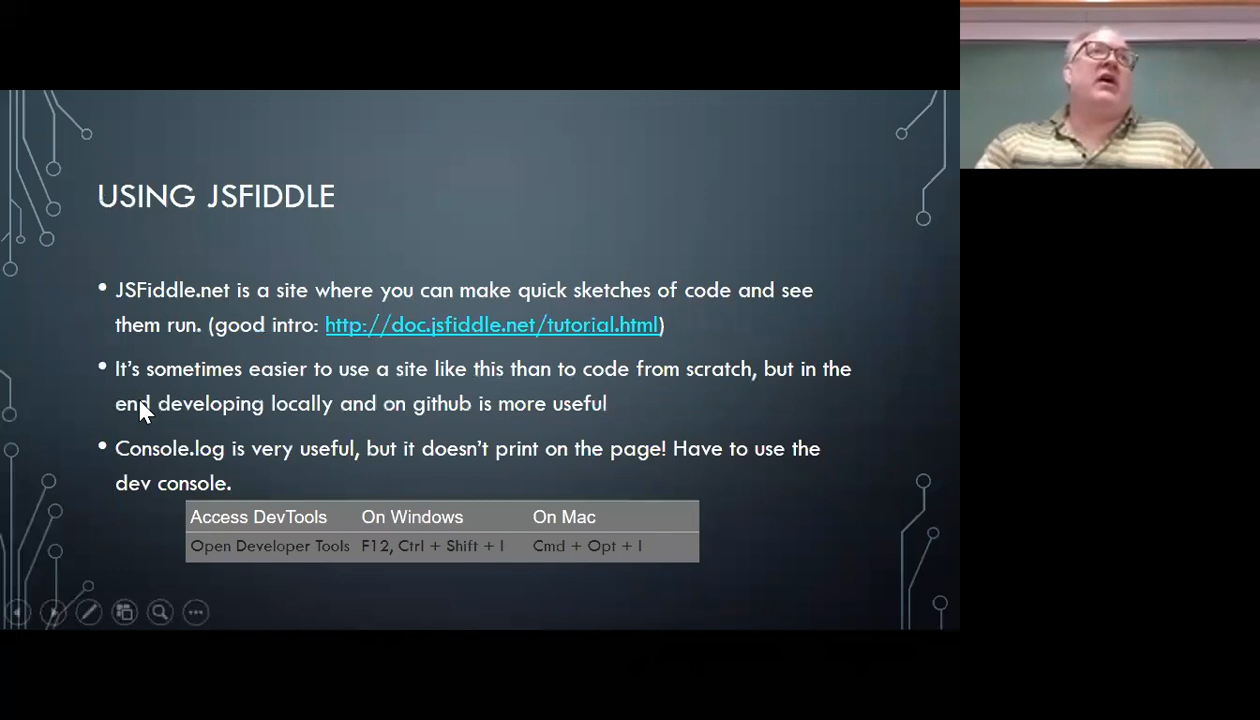 USING JSFIDDLE
• JSFiddle.net is a site where you can make quick sketches of code and see
them run. (good intro: http://doc.jsfiddle.net/tutorial.html)
• It's sometimes easier to use a site like this than to code from scratch, but in the
end developing locally and on github is more useful
• Console.log is very useful, but it doesn't print on the page! Have to use the
dev console.
Access DevTools On Windows On Mac
Open Developer Tools F12, Ctrl + Shift + I Cmd + Opt + I